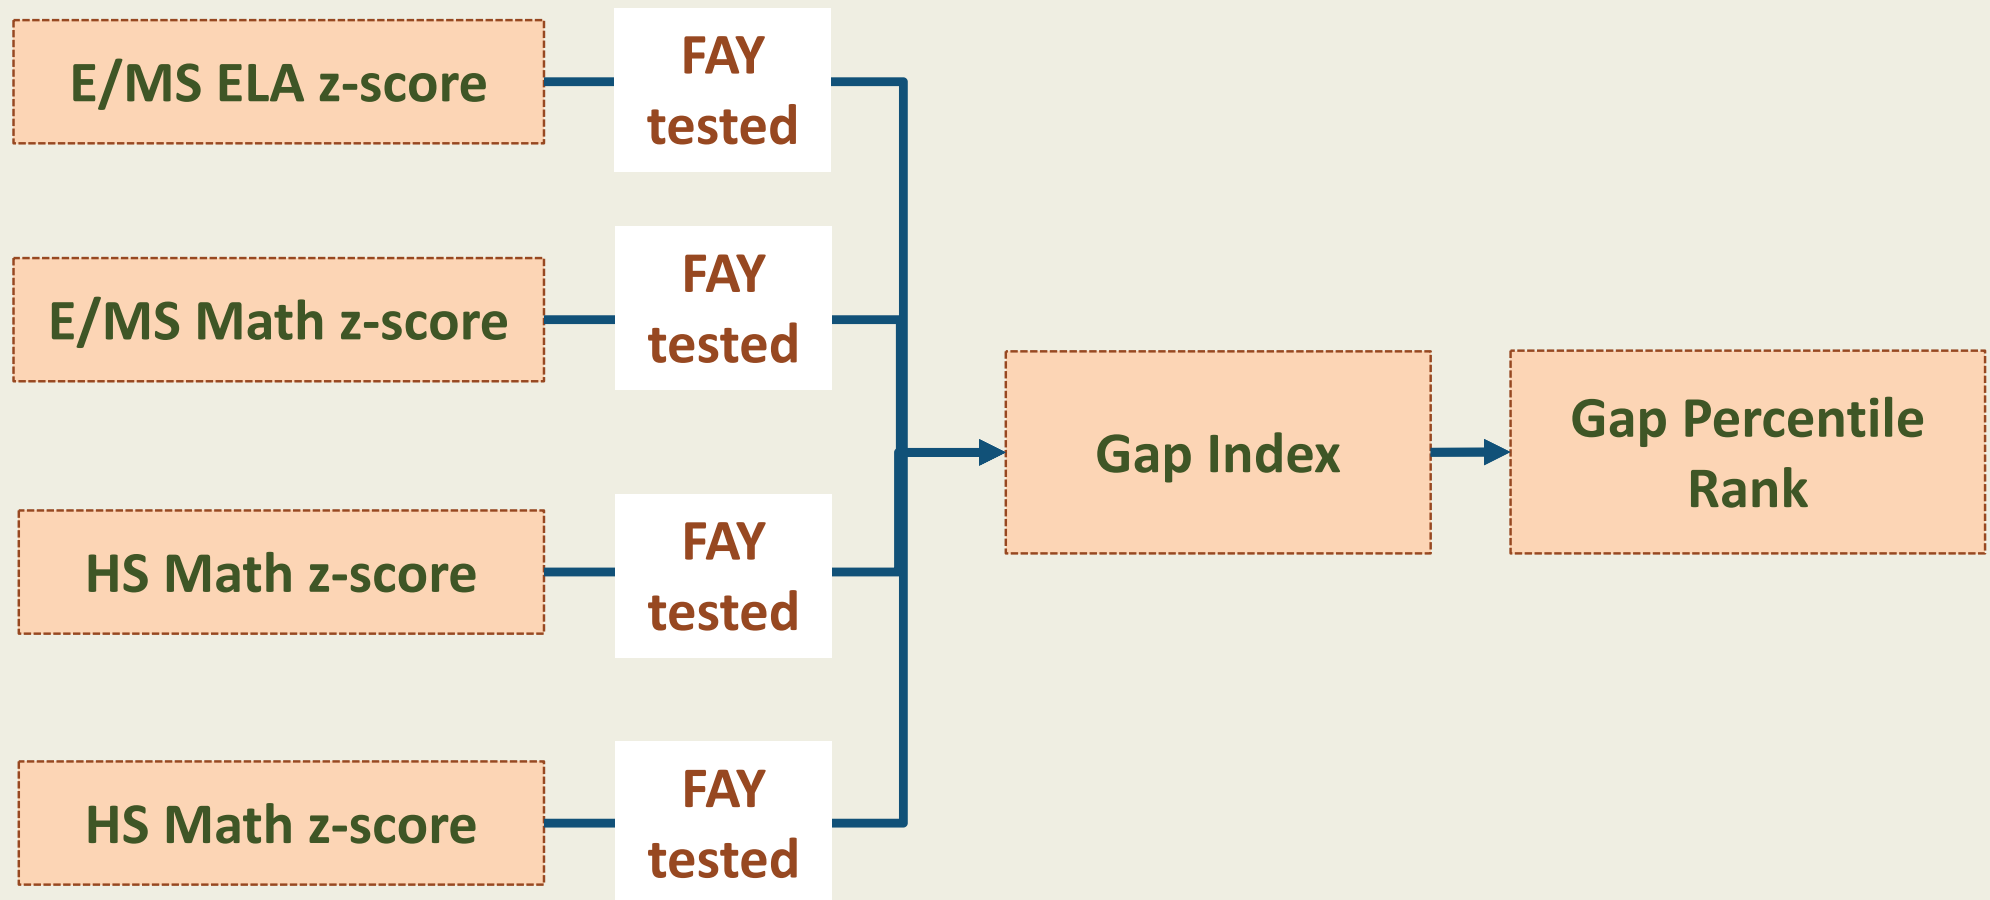 E/MS ELA z-score
FAY
tested
E/MS Math z-score
FAY
tested
HS Math z-score
FAY
tested
HS Math z-score
FAY
tested
Gap Index
Gap Percentile
Rank